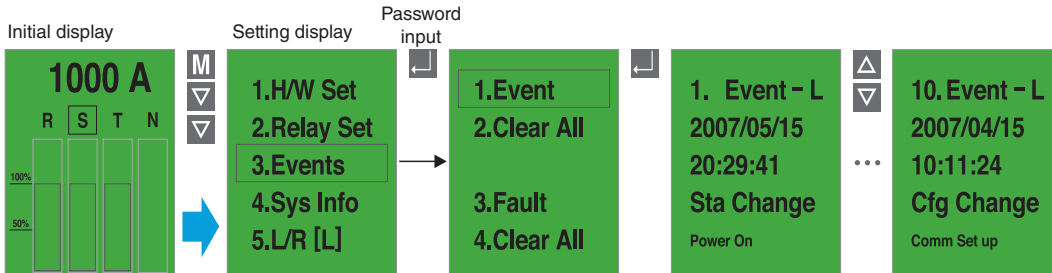 Initial display
1000 A
R S T N
100%
50%
M
Setting display
1.H/W Set
2.Relay Set
3.Events
4.Sys Info
5.L/R [L]
Password
input
1.Event
2.Clear All
3.Fault
4.Clear All
1. Event - L
2007/05/15
20:29:41
Sta Change
Power On
...
10. Event - L
2007/04/15
10:11:24
Cfg Change
Comm Set up